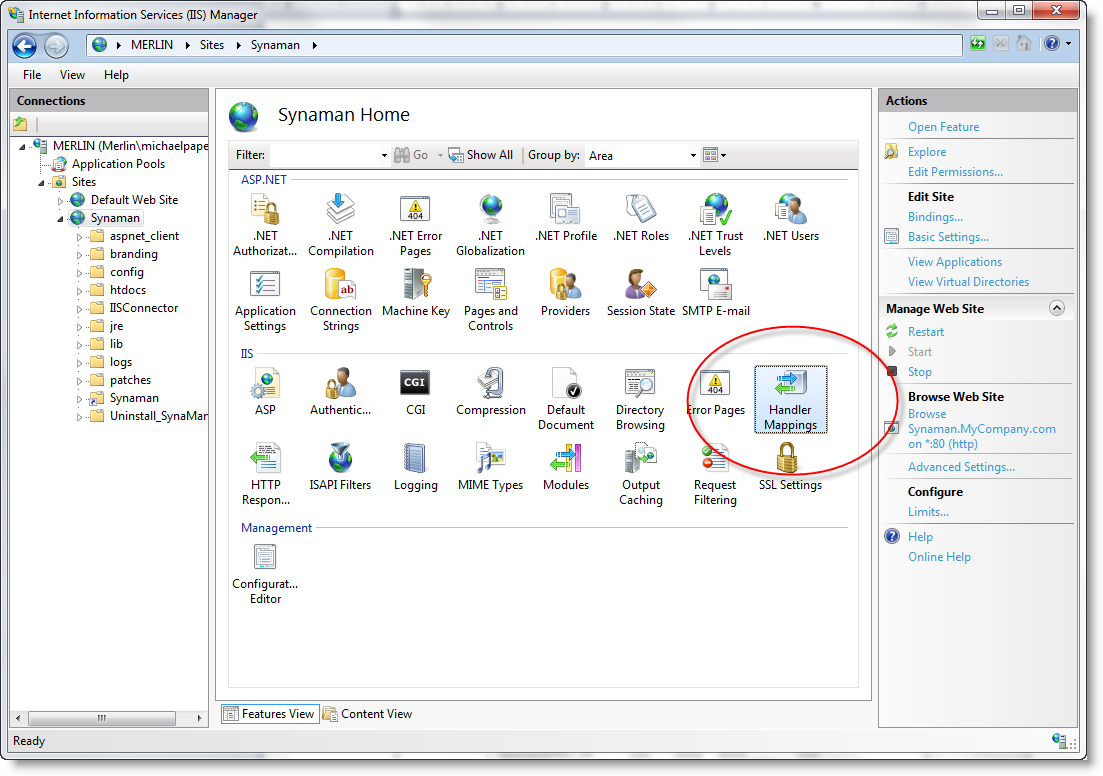 Internet Information Services (IIS) Manager
MERLIN
Sites
Synaman
File View Help
Connections
MERLIN (Merlin\michaelpape
Application Pools
Sites
Default Web Site
Synaman
aspnet_client
branding
config
htdocs
IISConnector
jre
lib
logs
patches
Synaman
Uninstall_SynaMan
Synaman Home
Filter: Go Show All Group by: Area
ASP.NET
.NET Authorizat...
.NET Compilation
.NET Error Pages
.NET Globalization
.NET Profile
.NET Roles
.NET Trust Levels
.NET Users
Application Settings
Connection Strings
ab
Machine Key
Pages and Controls
Providers
Session State
SMTP E-mail
404
IIS
ASP
Authentic...
CGI
CGI
Compression
Default Document
Directory Browsing
404
Error Pages
Handler Mappings
HTTP Respon...
ISAPI Filters
Logging
MIME Types
Modules
Output Caching
Request Filtering
SSL Settings
Management
Configurat... Editor
Features View
Content View
Actions
Open Feature
Explore
Edit Permissions...
Edit Site
Bindings...
Basic Settings...
View Applications
View Virtual Directories
Manage Web Site
Restart
Start
Stop
Browse Web Site
Browse
Synaman.MyCompany.com
on *:80 (http)
Advanced Settings...
Configure
Limits...
Help
Online Help
Ready